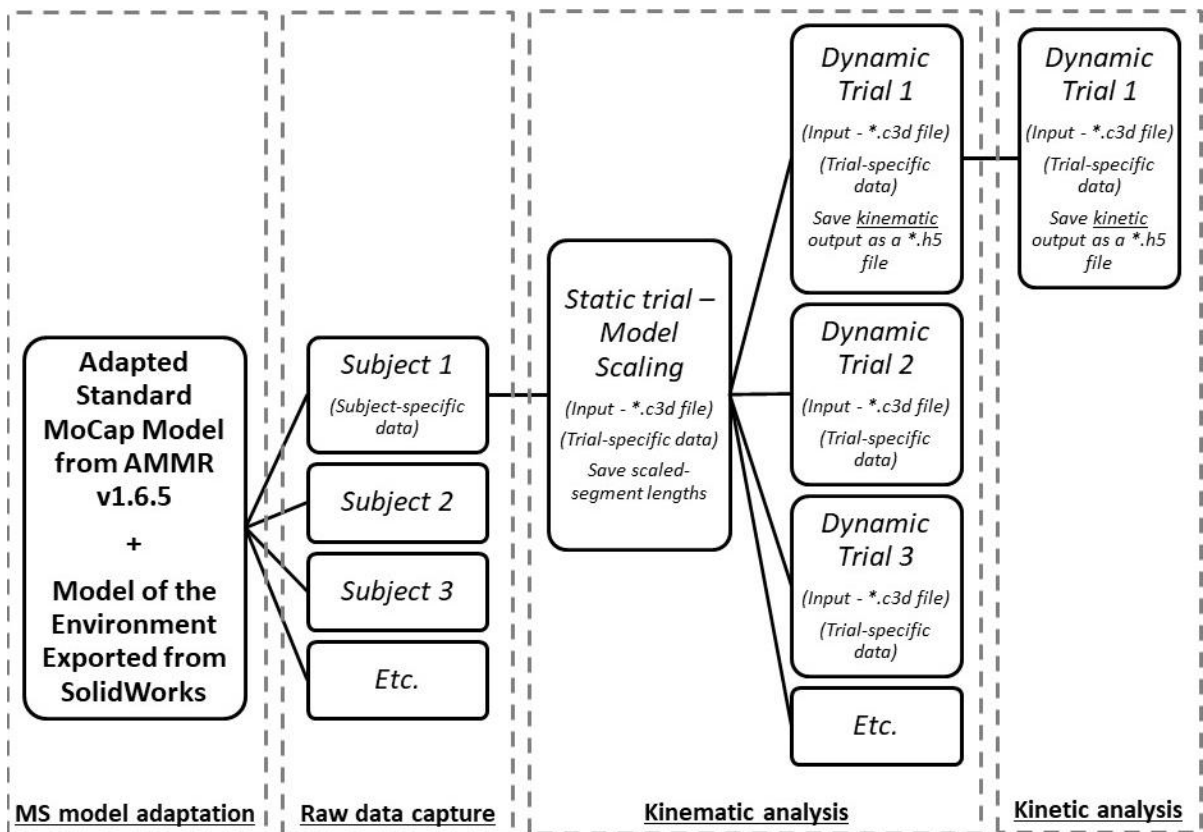 Adapted
Standard
MoCap Model
from AMMR
v1.6.5
+
Model of the
Environment
Exported from
SolidWorks
MS model adaptation
Subject 1
(Subject-specific
data)
Subject 2
Subject 3
Etc.
Raw data capture
Static trial –
Model
Scaling
(Input - *.c3d file)
(Trial-specific data)
Save scaled-
segment lengths
Dynamic
Trial 1
(Input - *.c3d file)
(Trial-specific
data)
Save kinematic
output as a *.h5
file
Dynamic
Trial 2
(Input - *.c3d file)
(Trial-specific
data)
Dynamic
Trial 3
(Input - *.c3d file)
(Trial-specific
data)
Etc.
Kinematic analysis
Dynamic
Trial 1
(Input - *.c3d file)
(Trial-specific
data)
Save kinetic
output as a *.h5
file
Kinetic analysis